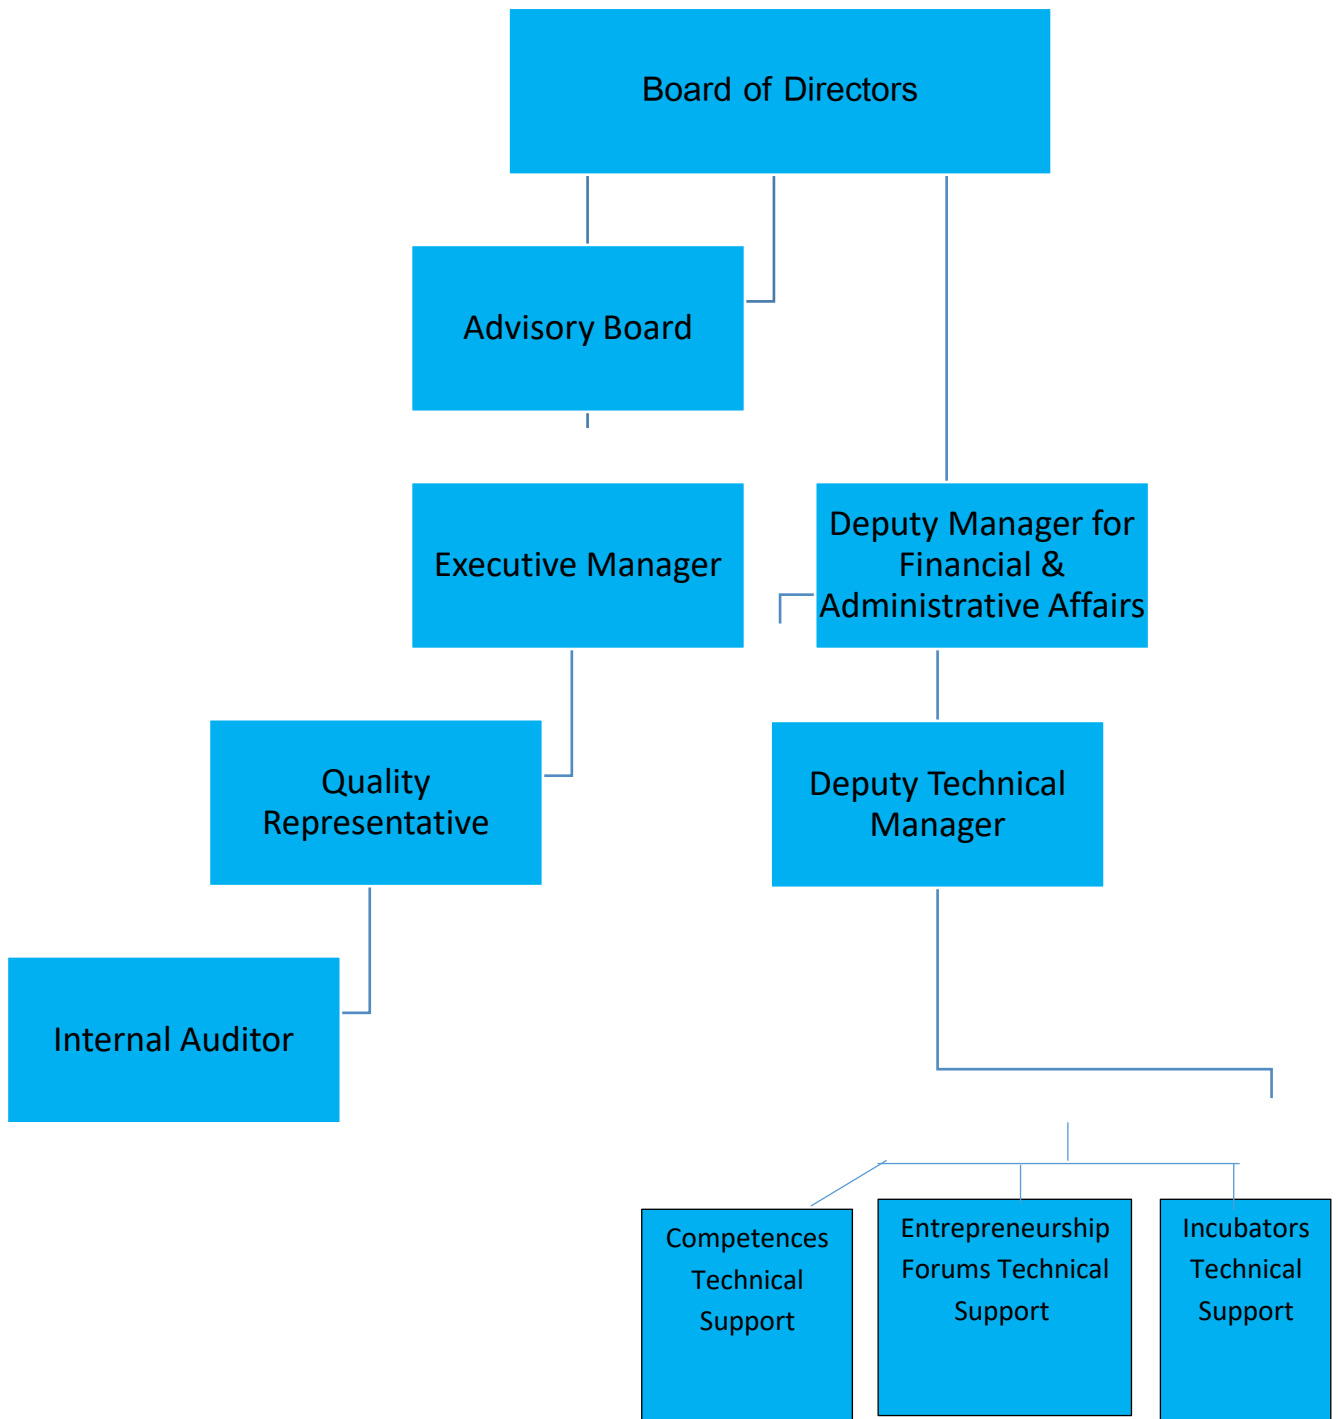 Board of Directors
Advisory Board
Executive Manager
Deputy Manager for
Financial &
Administrative Affairs
Quality
Representative
Deputy Technical
Manager
Internal Auditor
Competences
Technical
Support
Entrepreneurship
Forums Technical
Support
Incubators
Technical
Support